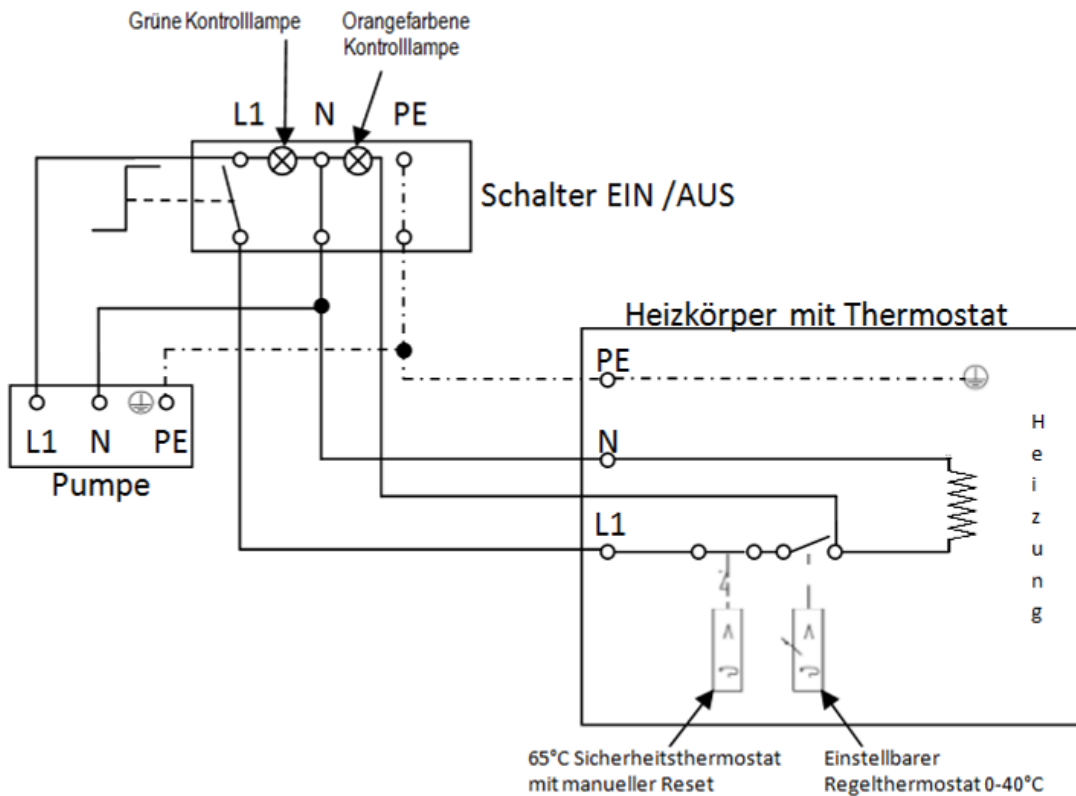 Grüne Kontrolllampe
Orangefarbene
Kontrolllampe
L1 N PE
Schalter EIN /AUS
Heizkörper mit Thermostat
PE
N
L1
L1 N PE
Pumpe
H
e
i
z
u
n
g
65°C Sicherheitsthermostat
mit manueller Reset
Einstellbarer
Regelthermostat 0-40°C